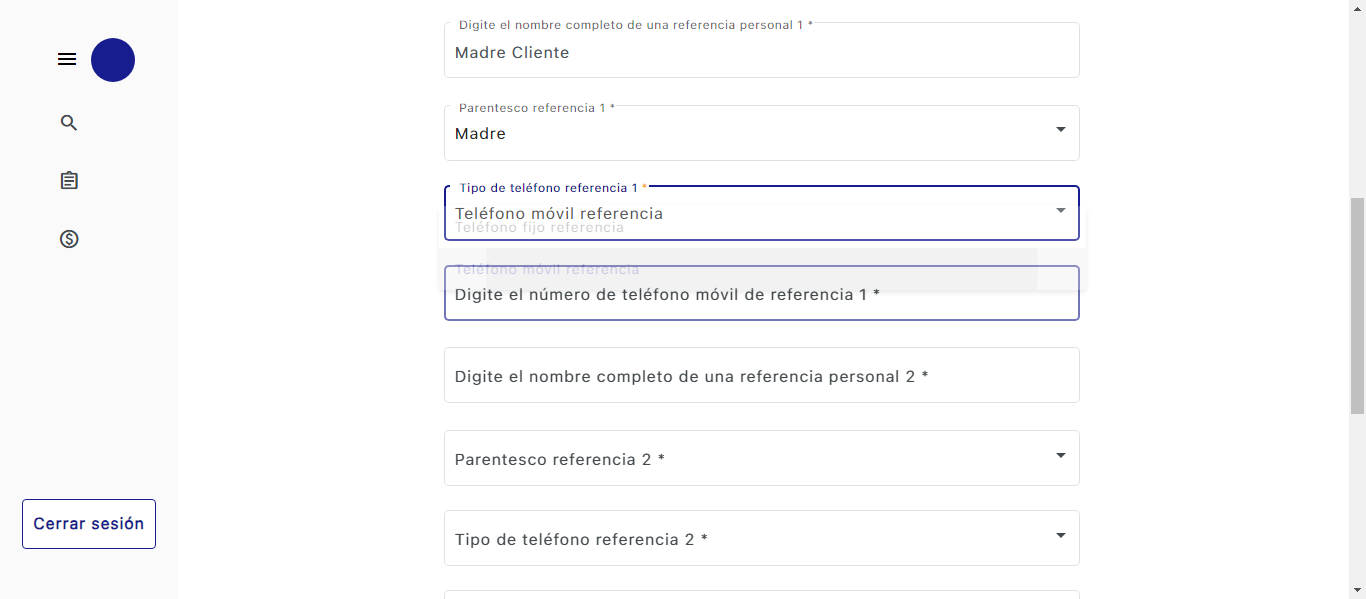 Digite el nombre completo de una referencia personal 1 *
Madre Cliente
Parentesco referencia 1 *
Madre
Tipo de teléfono referencia 1 *
Teléfono móvil referencia
Teléfono fijo referencia
Teléfono móvil referencia
Digite el número de teléfono móvil de referencia 1 *
Digite el nombre completo de una referencia personal 2 *
Parentesco referencia 2 *
Tipo de teléfono referencia 2 *
Cerrar sesión